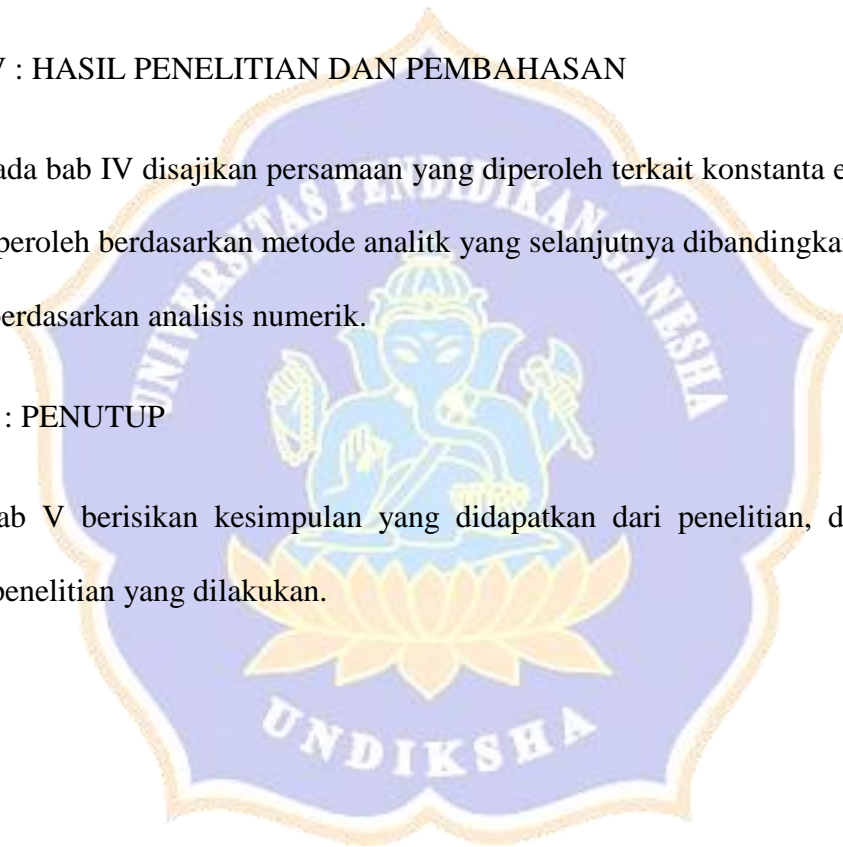 V : HASIL PENELITIAN DAN PEMBAHASAN
ada bab IV disajikan persamaan yang diperoleh terkait konstanta e
peroleh berdasarkan metode analitk yang selanjutnya dibandingka
berdasarkan analisis numerik.
: PENUTUP
ab V berisikan kesimpulan yang didapatkan dari penelitian, d
penelitian yang dilakukan.
UNIVERSITAS PENDIDIKAN GANESHA
UNDIKSHA